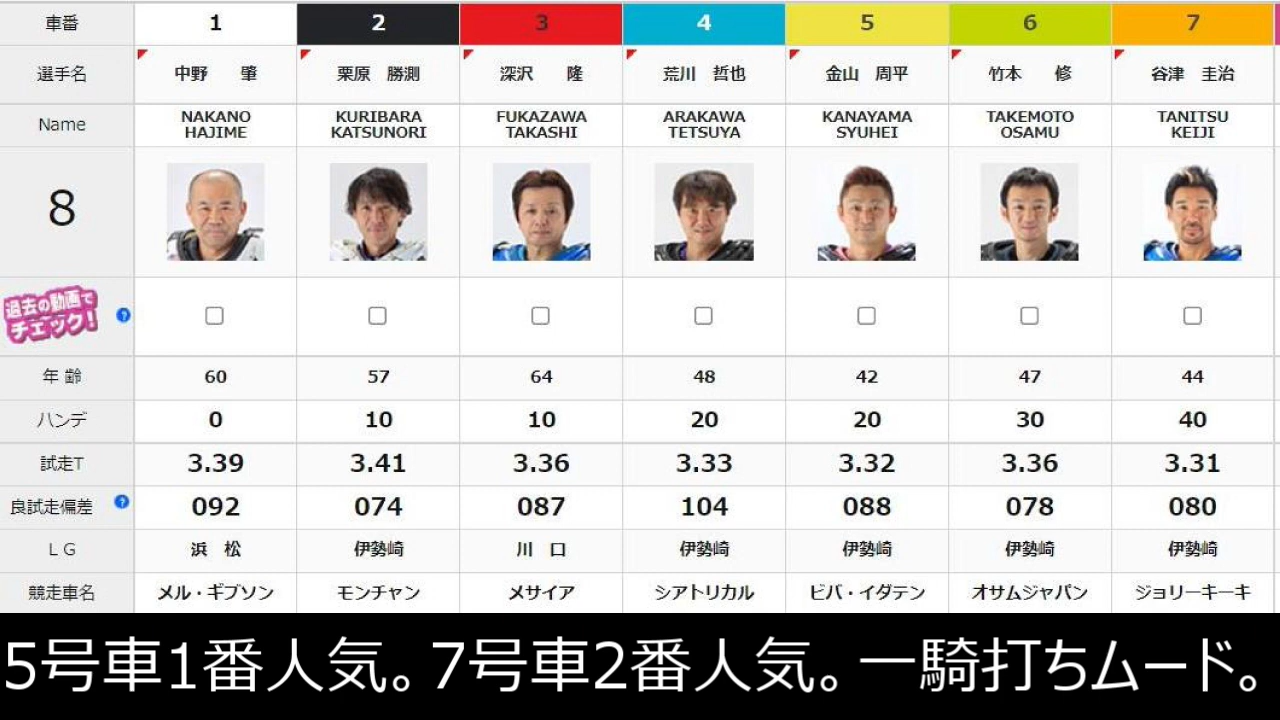 車番 1 2 3 4 5 6 7
選手名 中野　肇 栗原　勝測 深沢　隆 荒川　哲也 金山　周平 竹本　修 谷津　圭治
Name NAKANO HAJIME KURIBARA KATSUNORI FUKAZAWA TAKASHI ARAKAWA TETSUYA KANAYAMA SYUHEI TAKEMOTO OSAMU TANITSU KEIJI
8
過去の動画でチェック! ?
年齢 60 57 64 48 42 47 44
ハンデ 0 10 10 20 20 30 40
試走T 3.39 3.41 3.36 3.33 3.32 3.36 3.31
良試走偏差 ? 092 074 087 104 088 078 080
LG 浜松 伊勢崎 川口 伊勢崎 伊勢崎 伊勢崎 伊勢崎
競走車名 メル・ギブソン モンチャン メサイア シアトリカル ビバ・イダテン オサムジャパン ジョリーキーキ
5号車1番人気。7号車2番人気。一騎打ちムード。